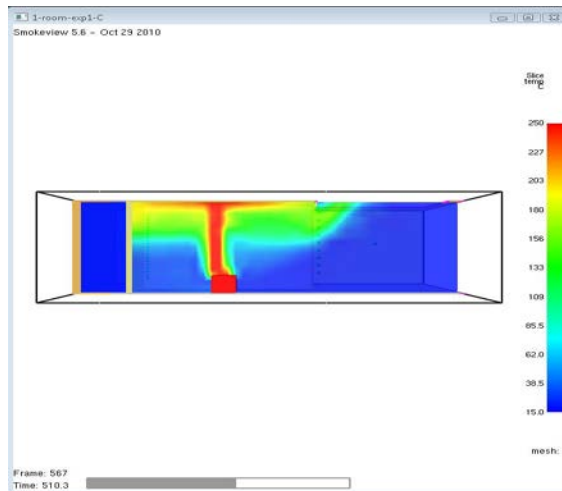 1-room-exp1-C
Smokeview 5.6 - Oct 29 2010
Slice
temp
C
250
227
203
180
156
133
109
85.5
62.0
38.5
15.0
mesh:
Frame: 567
Time: 510.3